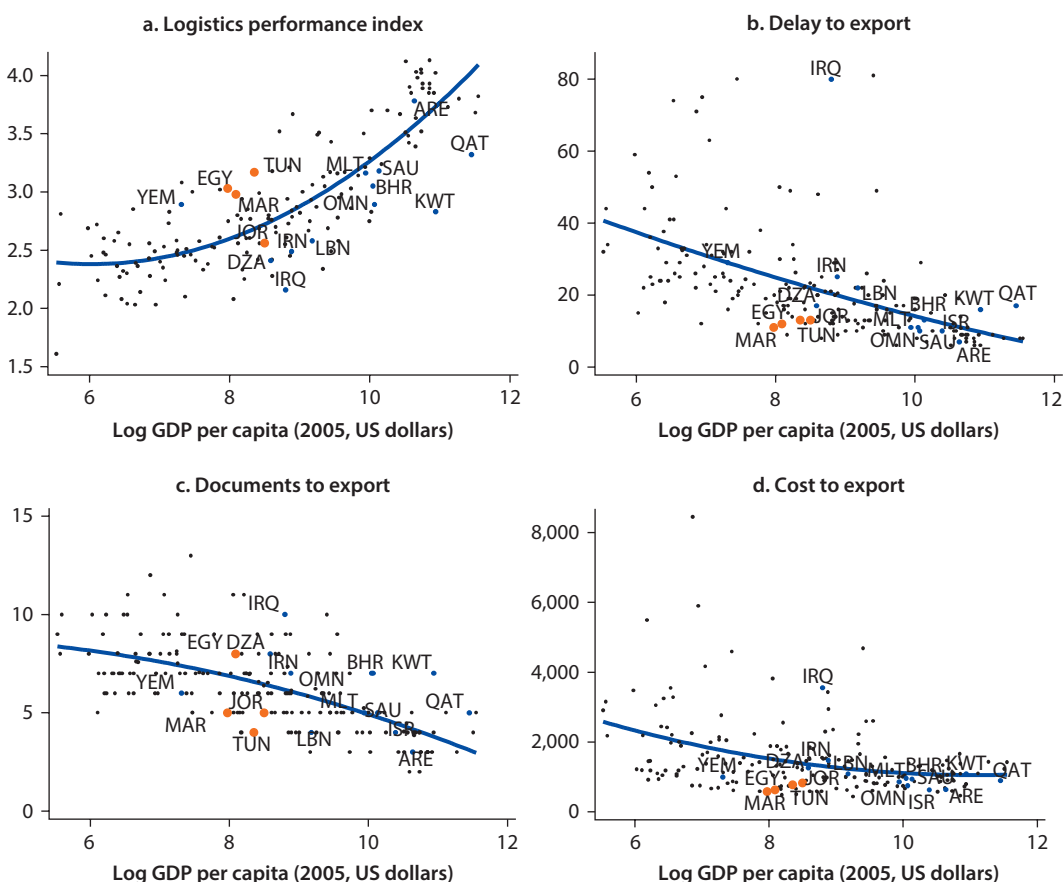 a. Logistics performance index
4.0
3.5
3.0
2.5
2.0
1.5
ARE
QAT
TUN
MLT
SAU
EGY
BHR
YEM
MAR
OMN
KWT
JOR
IRN
LBN
DZA
IRQ
6 8 10 12
Log GDP per capita (2005, US dollars)
b. Delay to export
80
60
40
20
0
IRQ
YEM
IRN
DZA
LBN
BHR
KWT
QAT
EGY
JOR
MLT
ISR
MAR
TUN
OMN
SAU
ARE
6 8 10 12
Log GDP per capita (2005, US dollars)
c. Documents to export
15
10
5
0
IRQ
EGY
DZA
IRN
BHR
KWT
YEM
OMN
MAR
JOR
MLT
SAU
QAT
TUN
LBN
ISR
ARE
6 8 10 12
Log GDP per capita (2005, US dollars)
d. Cost to export
8,000
6,000
4,000
2,000
0
IRQ
IRN
YEM
DZA
LBN
BHR
KWT
QAT
EGY
JOR
MLT
SAU
MAR
TUN
OMN
ISR
ARE
6 8 10 12
Log GDP per capita (2005, US dollars)